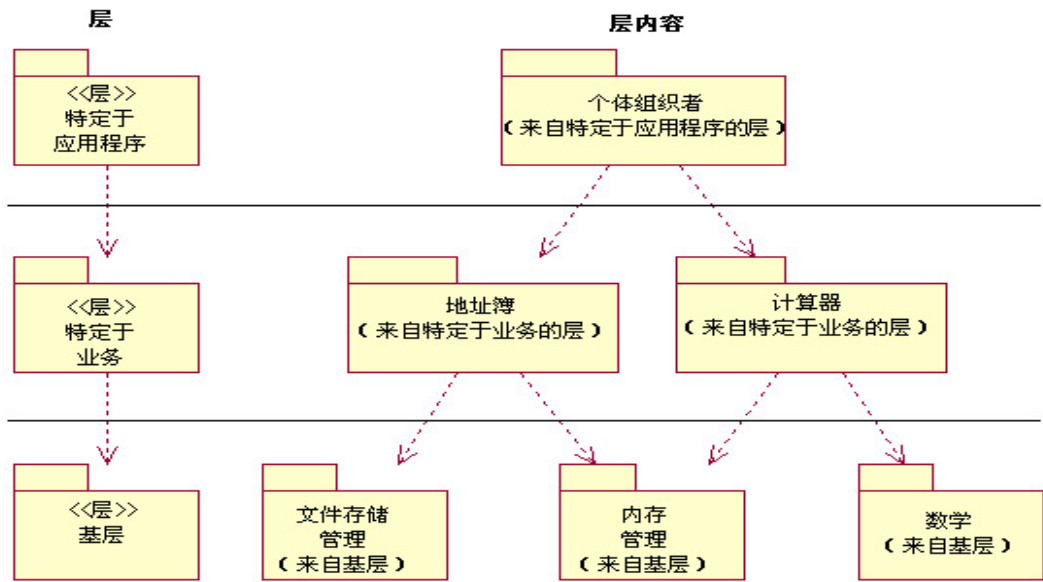 层
层内容
<<层>>
特定于
应用程序
个体组织者
(来自特定于应用程序的层)
<<层>>
特定于
业务
地址簿
(来自特定于业务的层)
计算器
(来自特定于业务的层)
<<层>>
基层
文件存储
管理
(来自基层)
内存
管理
(来自基层)
数学
(来自基层)